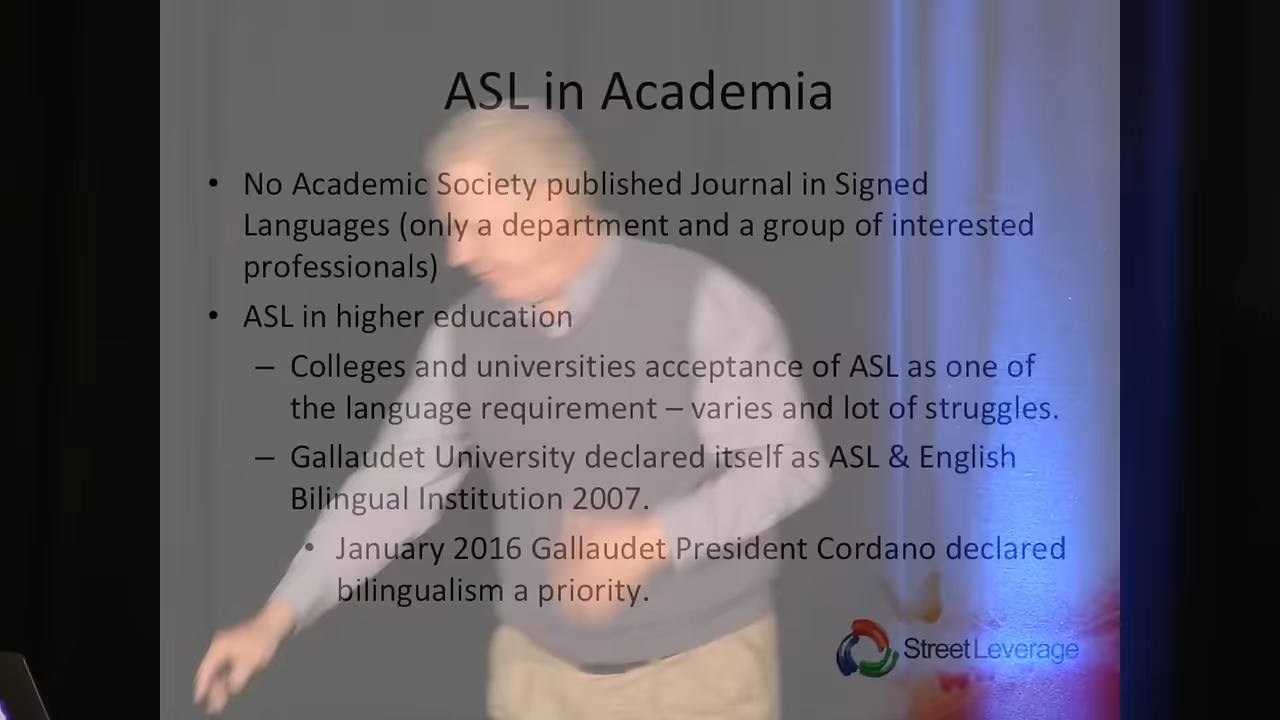 ASL in Academia
• No Academic Society published Journal in Signed
Languages (only a department and a group of interested
professionals)
• ASL in higher education
– Colleges and universities acceptance of ASL as one of
the language requirement – varies and lot of struggles.
– Gallaudet University declared itself as ASL & English
Bilingual Institution 2007.
• January 2016 Gallaudet President Cordano declared
bilingualism a priority.
StreetLeverage